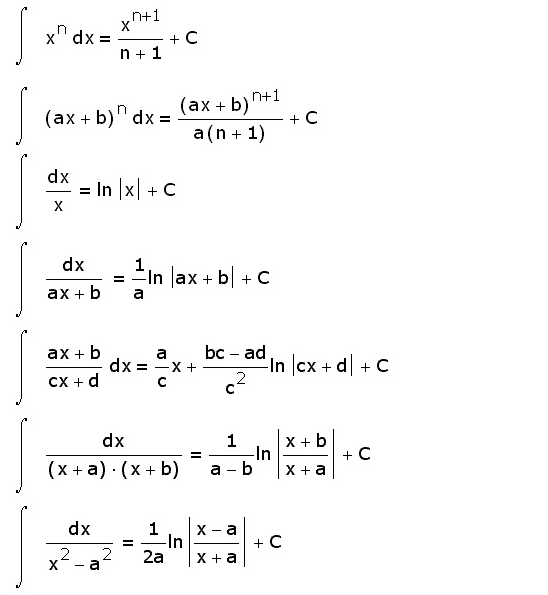 ∫ xⁿ dx = xⁿ⁺¹/(n + 1) + C
∫ (ax + b)ⁿ dx = (ax + b)ⁿ⁺¹/(a(n + 1)) + C
∫ dx/x = ln |x| + C
∫ dx/(ax + b) = 1/a ln |ax + b| + C
∫ (ax + b)/(cx + d) dx = a/c x + (bc − ad)/c² ln |cx + d| + C
∫ dx/((x + a)·(x + b)) = 1/(a − b) ln |(x + b)/(x + a)| + C
∫ dx/(x² − a²) = 1/2a ln |(x − a)/(x + a)| + C